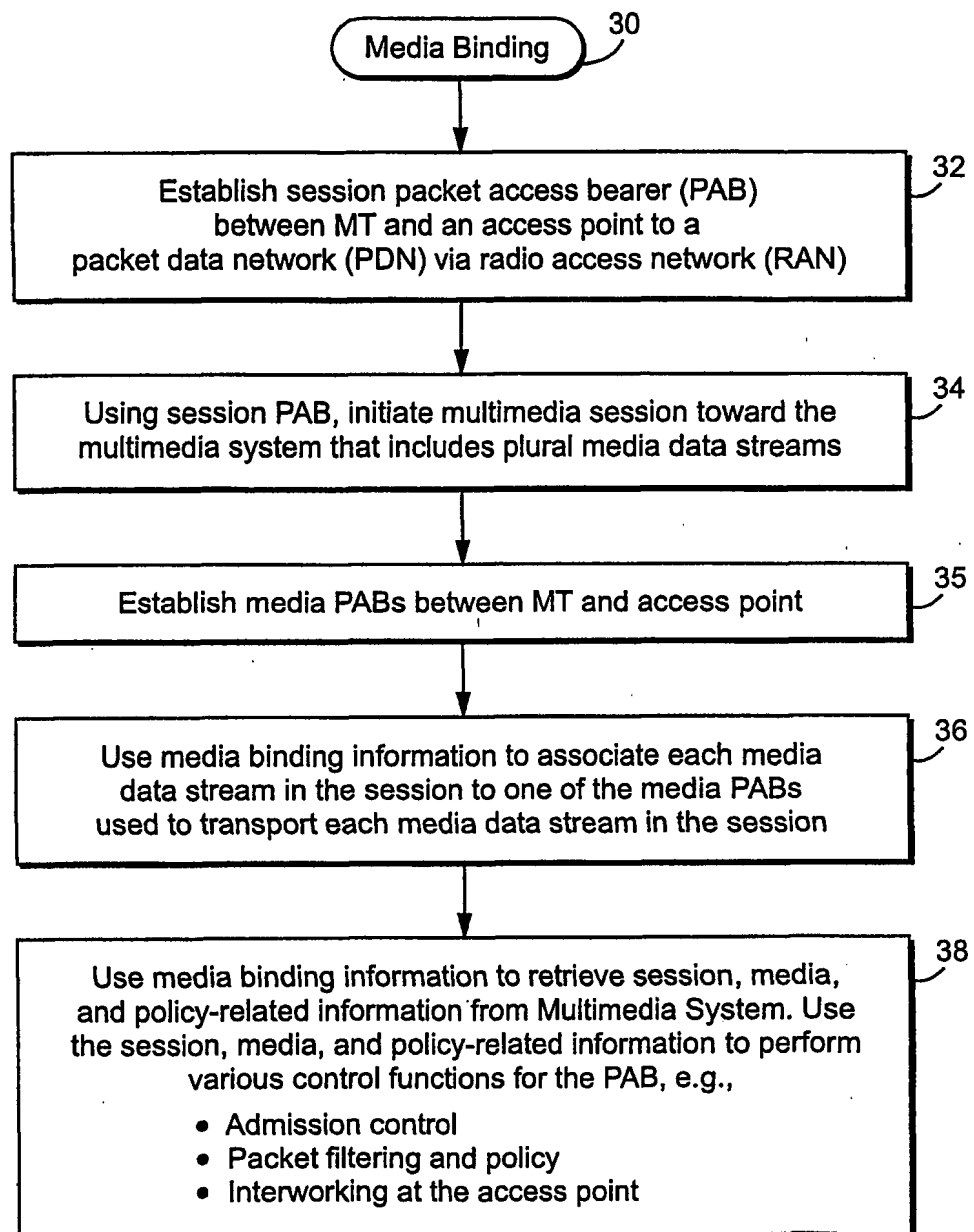 Media Binding
30
32
Establish session packet access bearer (PAB)
between MT and an access point to a
packet data network (PDN) via radio access network (RAN)
34
Using session PAB, initiate multimedia session toward the
multimedia system that includes plural media data streams
35
Establish media PABs between MT and access point
36
Use media binding information to associate each media
data stream in the session to one of the media PABs
used to transport each media data stream in the session
38
Use media binding information to retrieve session, media,
and policy-related information from Multimedia System. Use
the session, media, and policy-related information to perform
various control functions for the PAB, e.g.,
• Admission control
• Packet filtering and policy
• Interworking at the access point